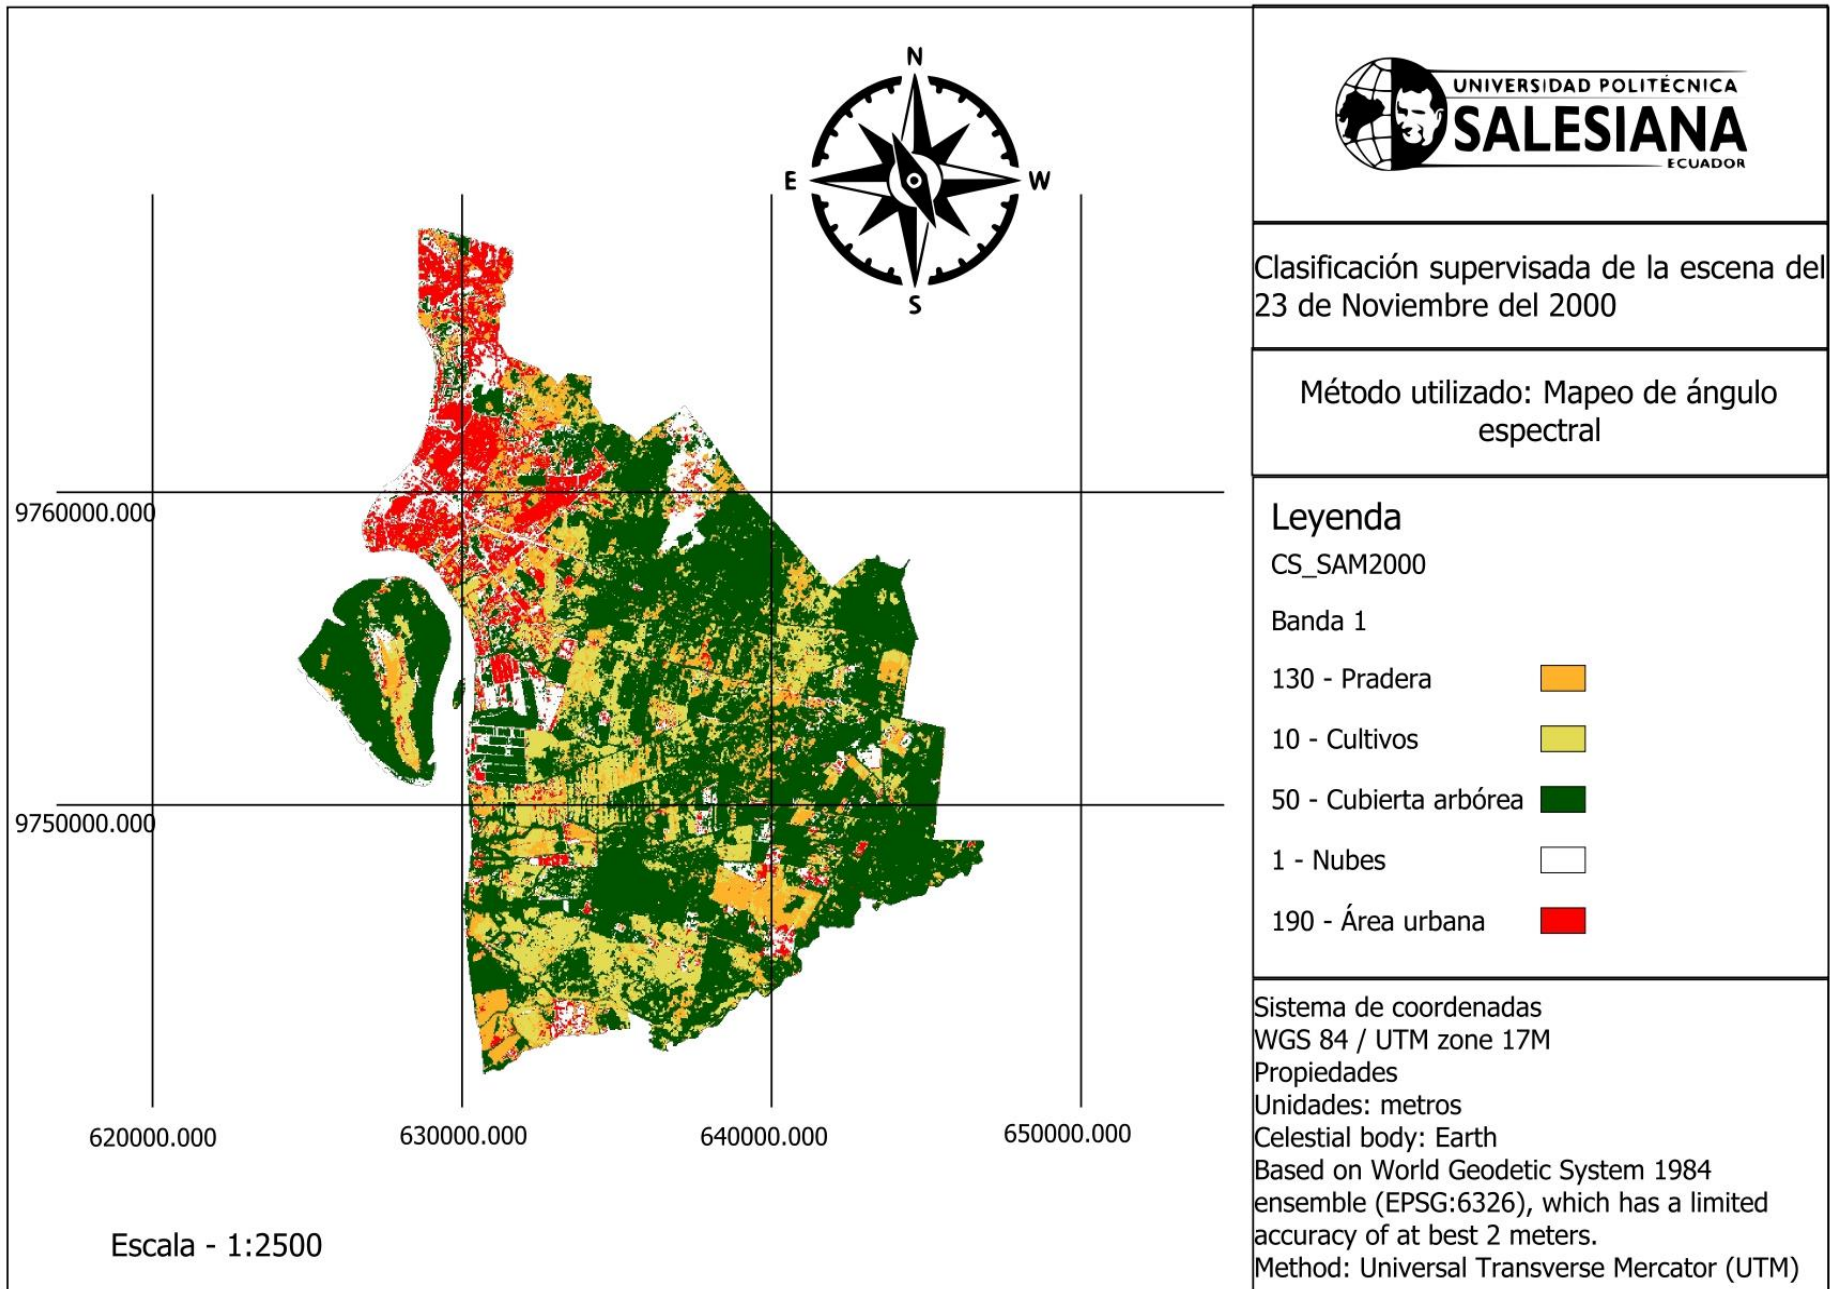 N
E
W
S
9760000.000
9750000.000
620000.000
630000.000
640000.000
650000.000
Escala - 1:2500
UNIVERSIDAD POLITÉCNICA
SALESIANA
ECUADOR
Clasificación supervisada de la escena del
23 de Noviembre del 2000
Método utilizado: Mapeo de ángulo
espectral
Leyenda
CS_SAM2000
Banda 1
130 - Pradera
10 - Cultivos
50 - Cubierta arbórea
1 - Nubes
190 - Área urbana
Sistema de coordenadas
WGS 84 / UTM zone 17M
Propiedades
Unidades: metros
Celestial body: Earth
Based on World Geodetic System 1984
ensemble (EPSG:6326), which has a limited
accuracy of at best 2 meters.
Method: Universal Transverse Mercator (UTM)